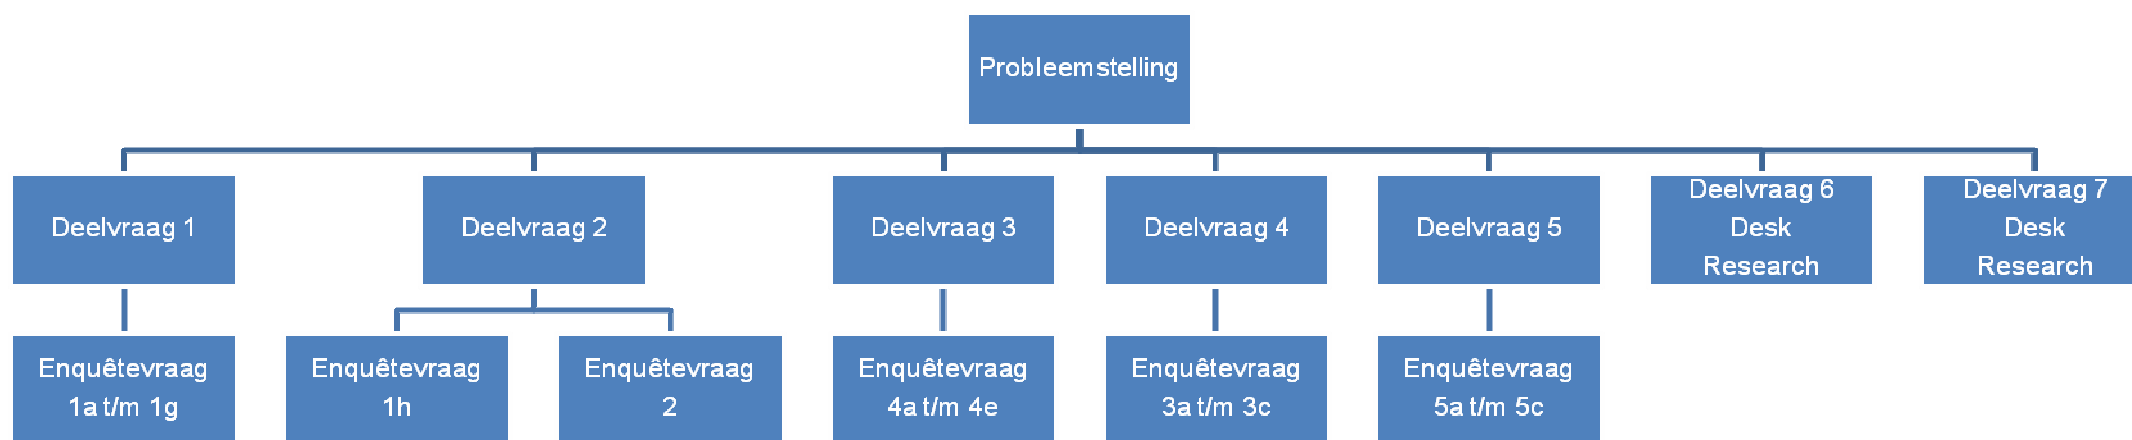 Probleemstelling
Deelvraag 1
Deelvraag 2
Deelvraag 3
Deelvraag 4
Deelvraag 5
Deelvraag 6
Desk
Research
Deelvraag 7
Desk
Research
Enquêtevraag
1a t/m 1g
Enquêtevraag
1h
Enquêtevraag
2
Enquêtevraag
4a t/m 4e
Enquêtevraag
3a t/m 3c
Enquêtevraag
5a t/m 5c